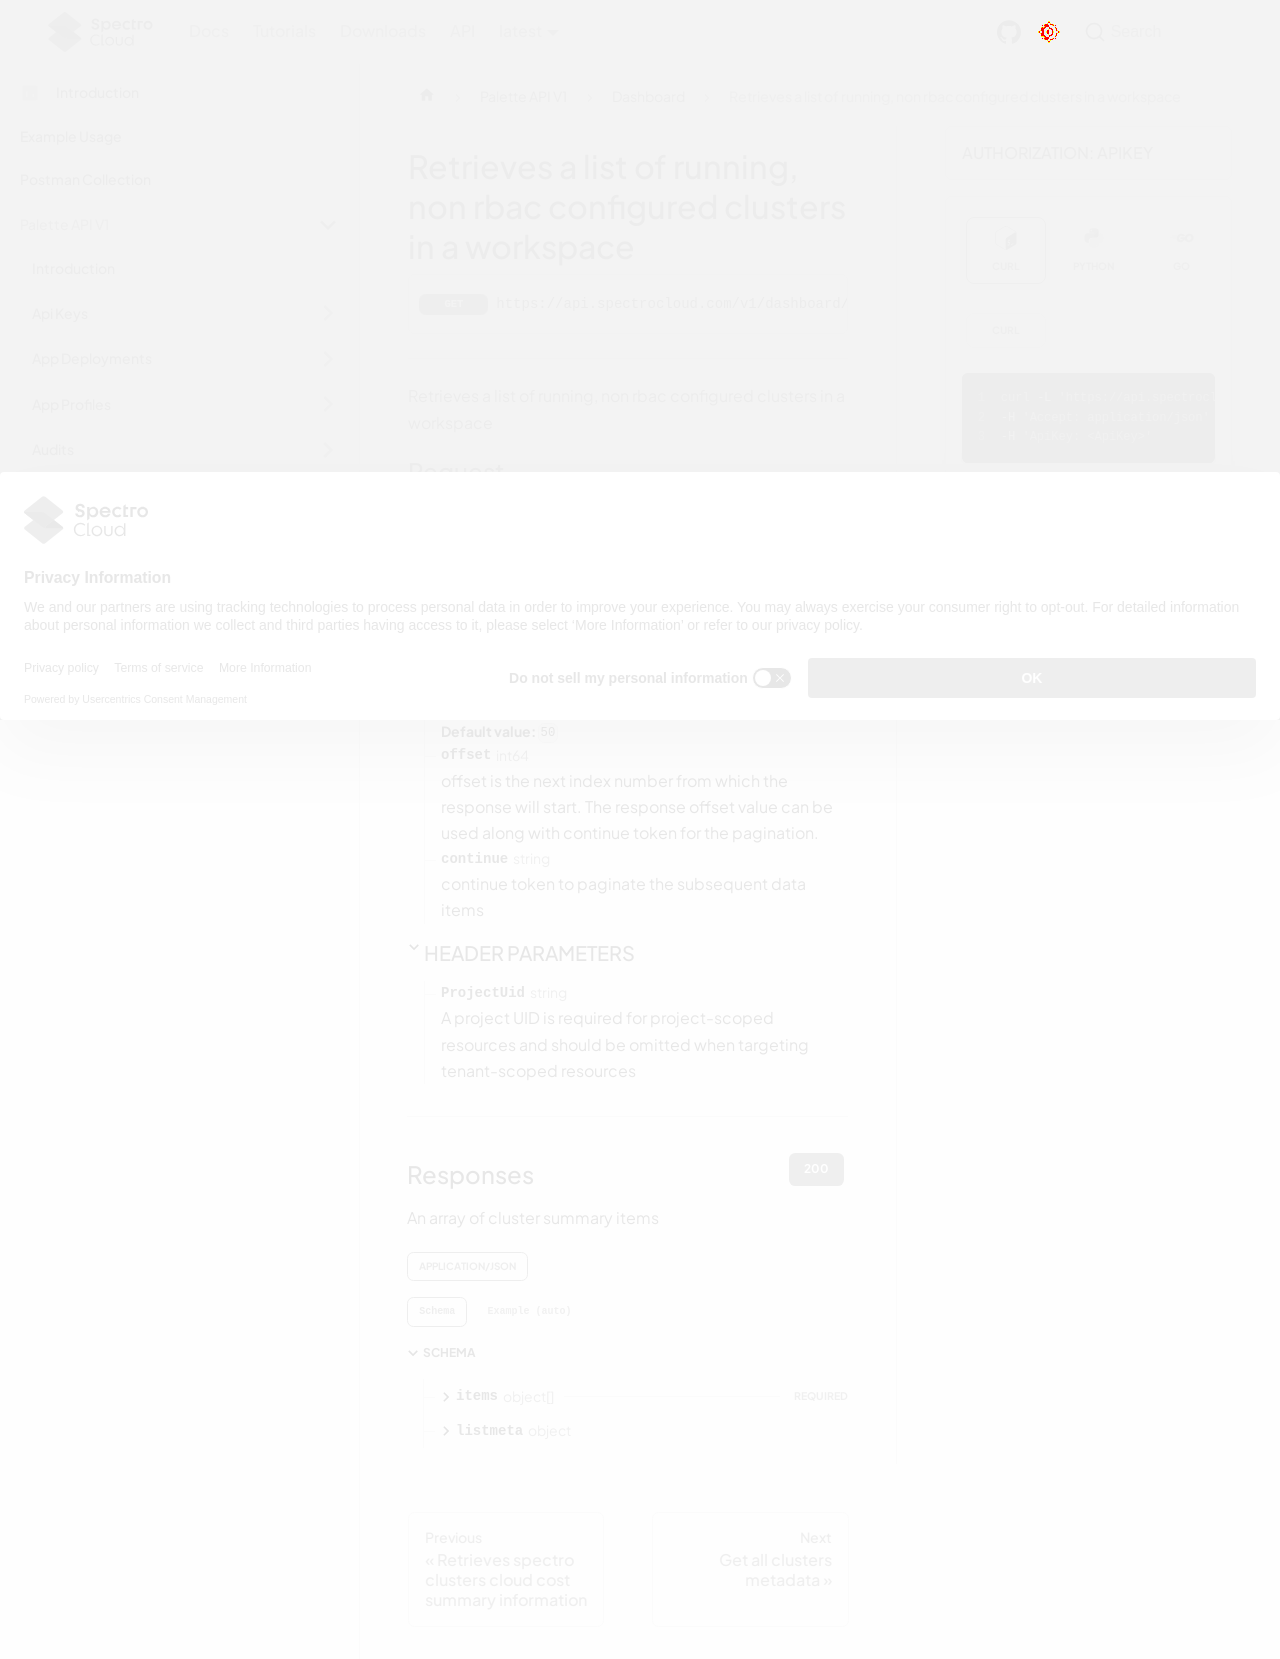 Spectro
Cloud
Docs Tutorials Downloads API latest
Search
Introduction
Example Usage
Postman Collection
Palette API V1
Introduction
Api Keys
App Deployments
App Profiles
Audits
Palette API V1
Dashboard
Retrieves a list of running, non rbac configured clusters in a workspace
Retrieves a list of running,
non rbac configured clusters
in a workspace
GET https://api.spectrocloud.com/v1/dashboard/
Retrieves a list of running, non rbac configured clusters in a
workspace
Request
AUTHORIZATION: APIKEY
CURL PYTHON GO
CURL
Spectro
Cloud
Privacy Information
We and our partners are using tracking technologies to process personal data in order to improve your experience. You may always exercise your consumer right to opt-out. For detailed information
about personal information we collect and third parties having access to it, please select 'More Information' or refer to our privacy policy.
Privacy policy Terms of service More Information
Powered by Usercentrics Consent Management
Do not sell my personal information
OK
Default value: 50
offset int64
offset is the next index number from which the
response will start. The response offset value can be
used along with continue token for the pagination.
continue string
continue token to paginate the subsequent data
items
HEADER PARAMETERS
ProjectUid string
A project UID is required for project-scoped
resources and should be omitted when targeting
tenant-scoped resources
Responses
200
An array of cluster summary items
APPLICATION/JSON
Schema Example (auto)
SCHEMA
items object[] REQUIRED
listmeta object
Previous
« Retrieves spectro
clusters cloud cost
summary information
Next
Get all clusters
metadata »